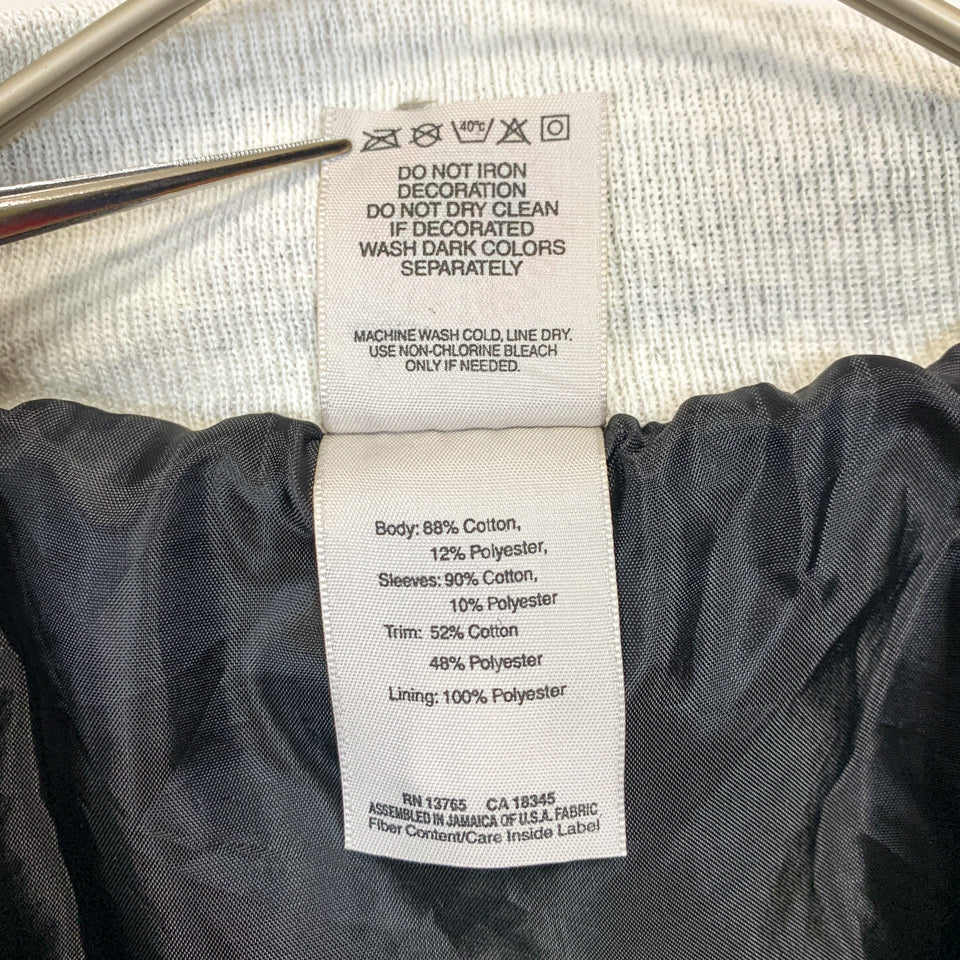 40°C
DO NOT IRON
DECORATION
DO NOT DRY CLEAN
IF DECORATED
WASH DARK COLORS
SEPARATELY
MACHINE WASH COLD, LINE DRY.
USE NON-CHLORINE BLEACH
ONLY IF NEEDED.
Body: 88% Cotton,
12% Polyester,
Sleeves: 90% Cotton,
10% Polyester
Trim: 52% Cotton
48% Polyester
Lining: 100% Polyester
RN 13765 CA 18345
ASSEMBLED IN JAMAICA OF U.S.A. FABRIC
Fiber Content/Care Inside Label